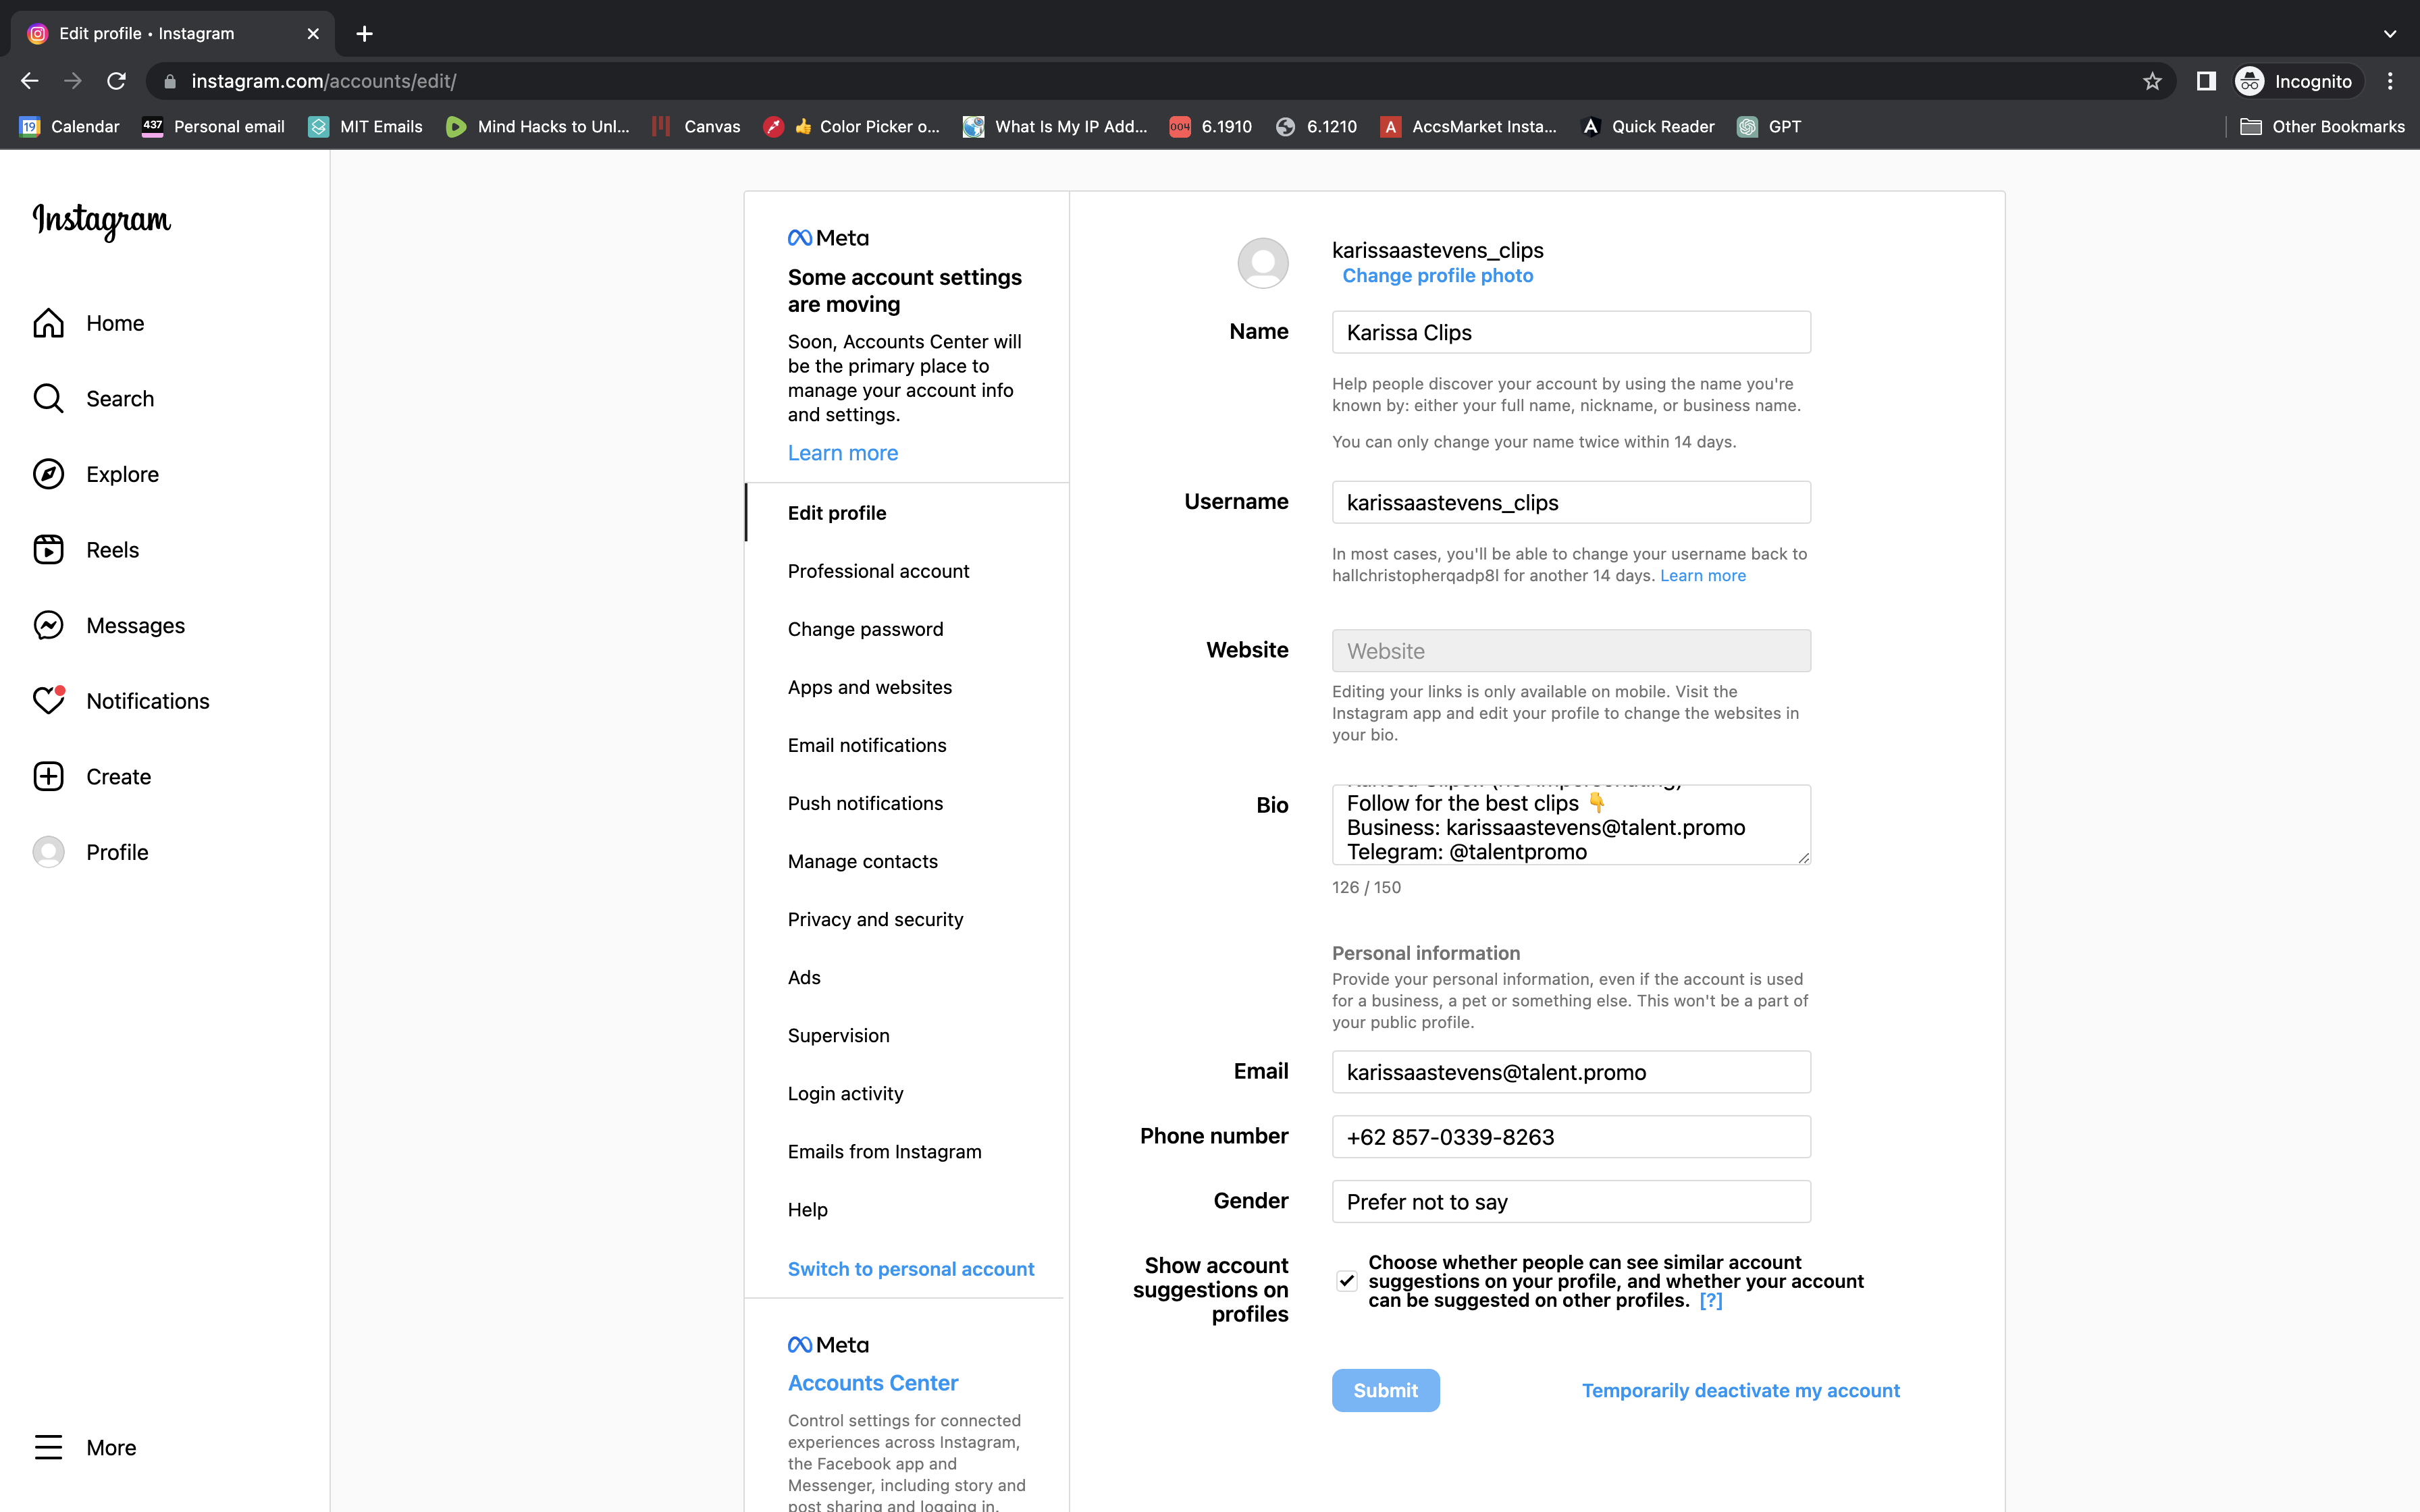 Edit profile • Instagram
instagram.com/accounts/edit/
Incognito
19 Calendar
437 Personal email
MIT Emails
Mind Hacks to Unl...
Canvas
👍 Color Picker o...
What Is My IP Add...
004 6.1910
6.1210
A AccsMarket Insta...
A Quick Reader
GPT
Other Bookmarks
Instagram
Home
Search
Explore
Reels
Messages
Notifications
Create
Profile
More
Meta
Some account settings
are moving
Soon, Accounts Center will
be the primary place to
manage your account info
and settings.
Learn more
Edit profile
Professional account
Change password
Apps and websites
Email notifications
Push notifications
Manage contacts
Privacy and security
Ads
Supervision
Login activity
Emails from Instagram
Help
Switch to personal account
Meta
Accounts Center
Control settings for connected
experiences across Instagram,
the Facebook app and
Messenger, including story and
post sharing and logging in.
karissaastevens_clips
Change profile photo
Name
Karissa Clips
Help people discover your account by using the name you're
known by: either your full name, nickname, or business name.
You can only change your name twice within 14 days.
Username
karissaastevens_clips
In most cases, you'll be able to change your username back to
hallchristopherqadp8l for another 14 days. Learn more
Website
Website
Editing your links is only available on mobile. Visit the
Instagram app and edit your profile to change the websites in
your bio.
Bio
Follow for the best clips 👇
Business: karissaastevens@talent.promo
Telegram: @talentpromo
126 / 150
Personal information
Provide your personal information, even if the account is used
for a business, a pet or something else. This won't be a part of
your public profile.
Email
karissaastevens@talent.promo
Phone number
+62 857-0339-8263
Gender
Prefer not to say
Show account
suggestions on
profiles
Choose whether people can see similar account
suggestions on your profile, and whether your account
can be suggested on other profiles. [?]
Submit
Temporarily deactivate my account